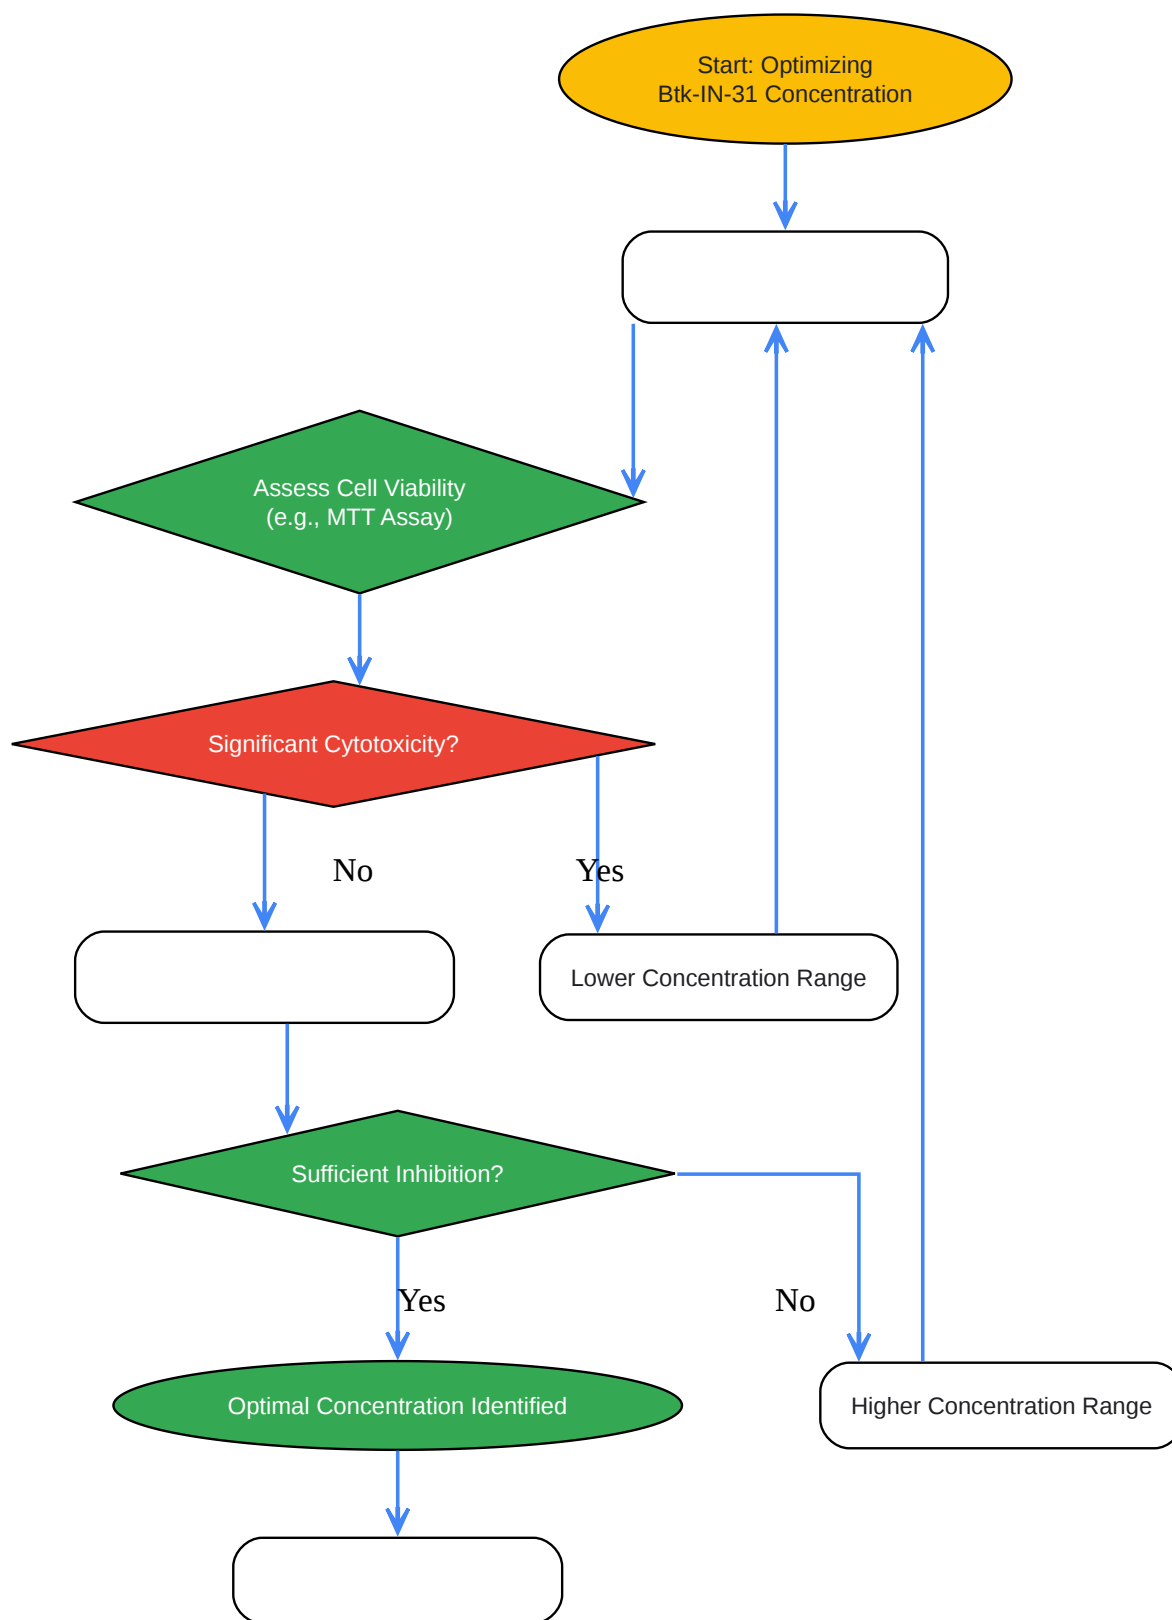 Start: Optimizing
Btk-IN-31 Concentration
Assess Cell Viability
(e.g., MTT Assay)
Significant Cytotoxicity?
No
Yes
Lower Concentration Range
Sufficient Inhibition?
Yes
No
Optimal Concentration Identified
Higher Concentration Range